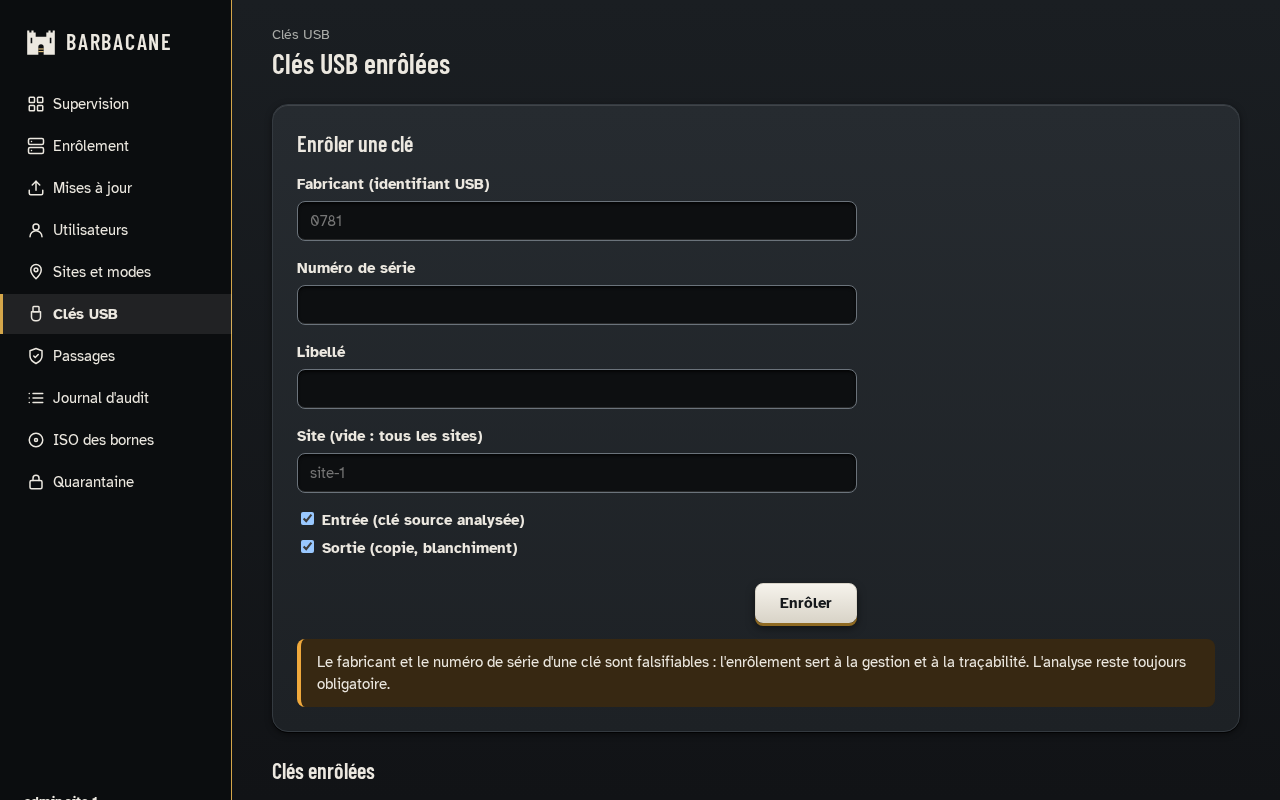 BARBACANE
Supervision
Enrôlement
Mises à jour
Utilisateurs
Sites et modes
Clés USB
Passages
Journal d'audit
ISO des bornes
Quarantaine
Clés USB
Clés USB enrôlées
Enrôler une clé
Fabricant (identifiant USB)
0781
Numéro de série
Libellé
Site (vide : tous les sites)
site-1
Entrée (clé source analysée)
Sortie (copie, blanchiment)
Enrôler
Le fabricant et le numéro de série d'une clé sont falsifiables : l'enrôlement sert à la gestion et à la traçabilité. L'analyse reste toujours
obligatoire.
Clés enrôlées